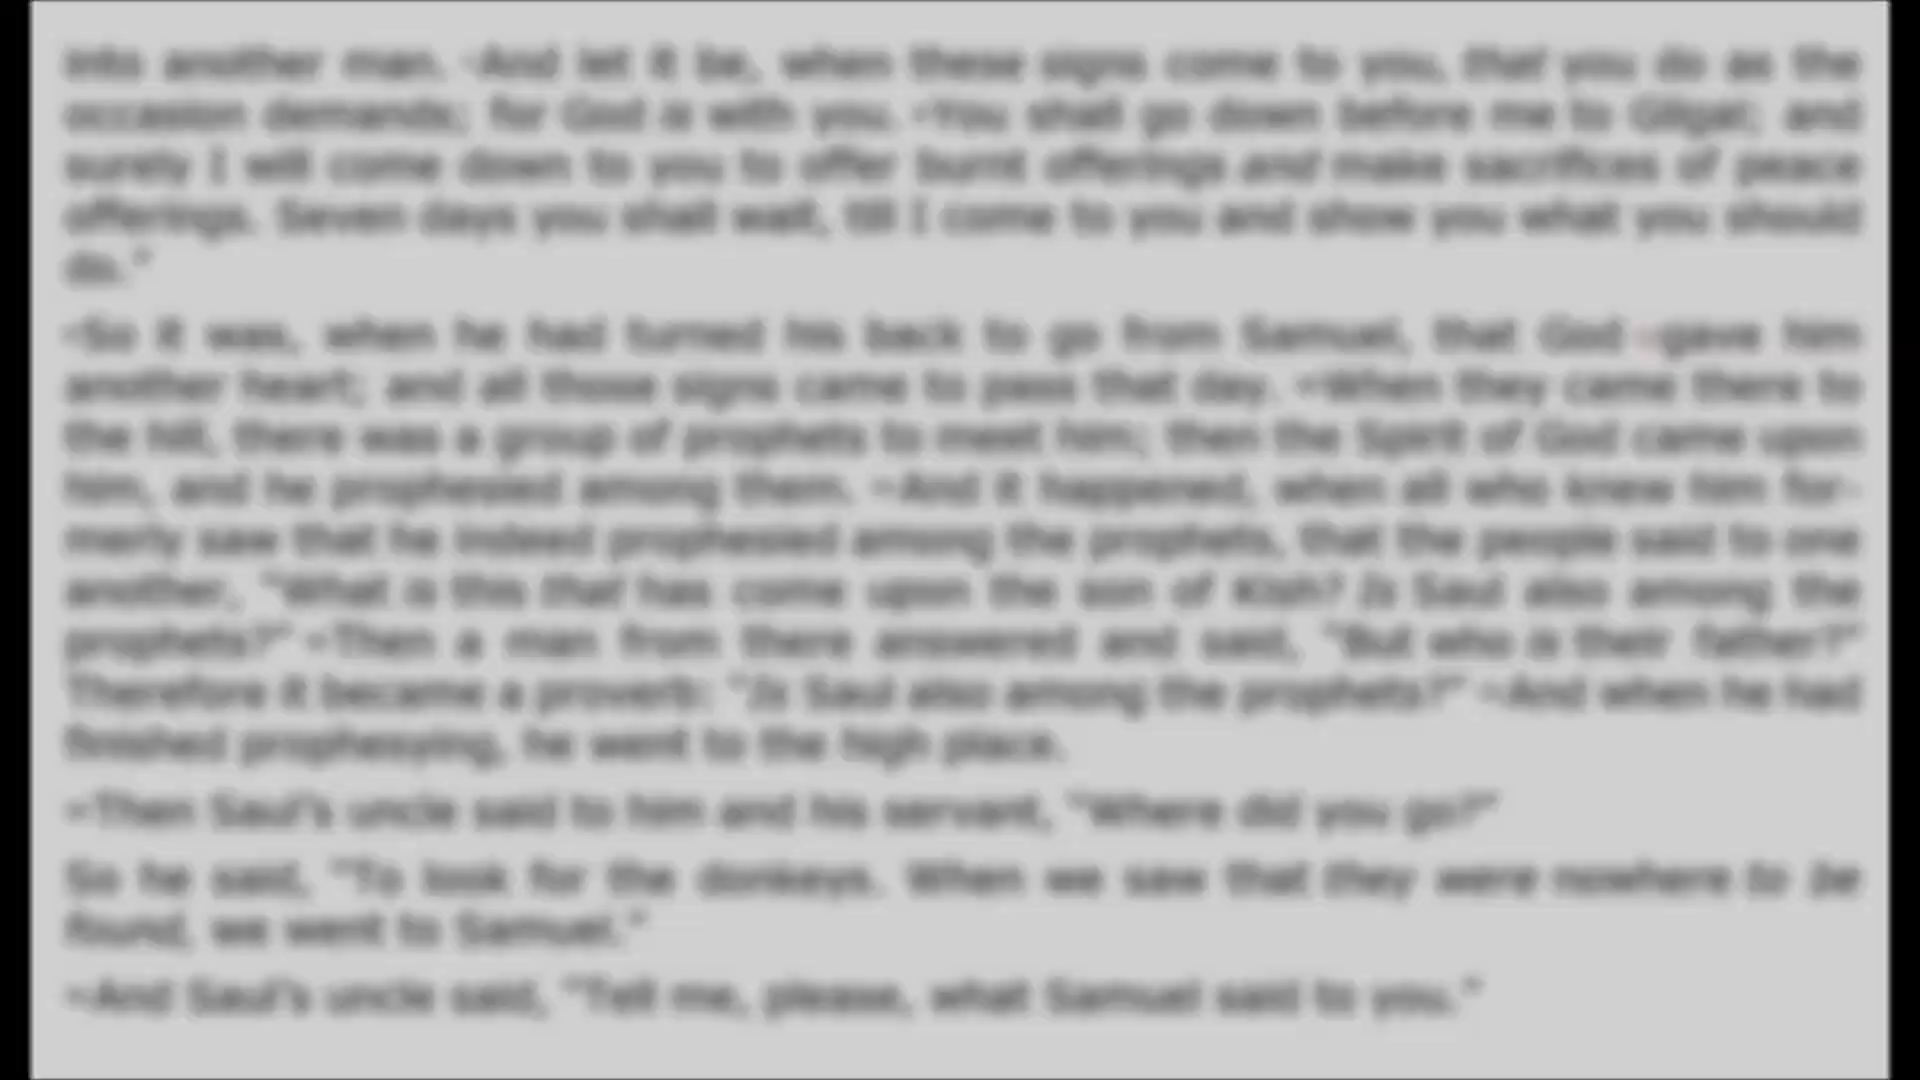 into another man. And let it be, when these signs come to you, that you do as the
occasion demands; for God is with you. You shall go down before me to Gilgal; and
surely I will come down to you to offer burnt offerings and make sacrifices of peace
offerings. Seven days you shall wait, till I come to you and show you what you should
do."
So it was, when he had turned his back to go from Samuel, that God gave him
another heart; and all those signs came to pass that day. When they came there to
the hill, there was a group of prophets to meet him; then the Spirit of God came upon
him, and he prophesied among them. And it happened, when all who knew him for-
merly saw that he indeed prophesied among the prophets, that the people said to one
another, "What is this that has come upon the son of Kish? Is Saul also among the
prophets?" Then a man from there answered and said, "But who is their father?"
Therefore it became a proverb: "Is Saul also among the prophets?" And when he had
finished prophesying, he went to the high place.
Then Saul's uncle said to him and his servant, "Where did you go?"
So he said, "To look for the donkeys. When we saw that they were nowhere to be
found, we went to Samuel."
And Saul's uncle said, "Tell me, please, what Samuel said to you."